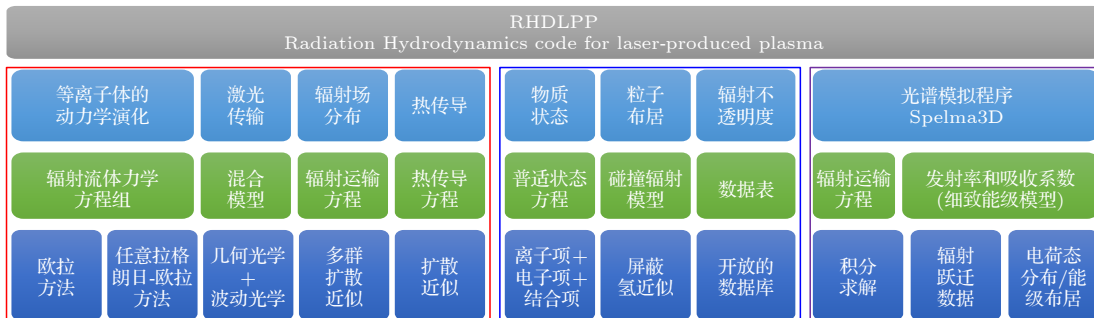 RHDLPP
Radiation Hydrodynamics code for laser-produced plasma
等离子体的
动力学演化
激光
传输
辐射场
分布
热传导
物质
状态
粒子
布居
辐射不
透明度
光谱模拟程序
Spelma3D
辐射流体力学
方程组
混合
模型
辐射运输
方程
热传导
方程
普适状态
方程
碰撞辐射
模型
数据表
辐射运输
方程
发射率和吸收系数
(细致能级模型)
欧拉
方法
任意拉格
朗日-欧拉
方法
几何光学
+
波动光学
多群
扩散
近似
扩散
近似
离子项+
电子项+
结合项
屏蔽
氢近似
开放的
数据库
积分
求解
辐射
跃迁
数据
电荷态
分布/能
级布居